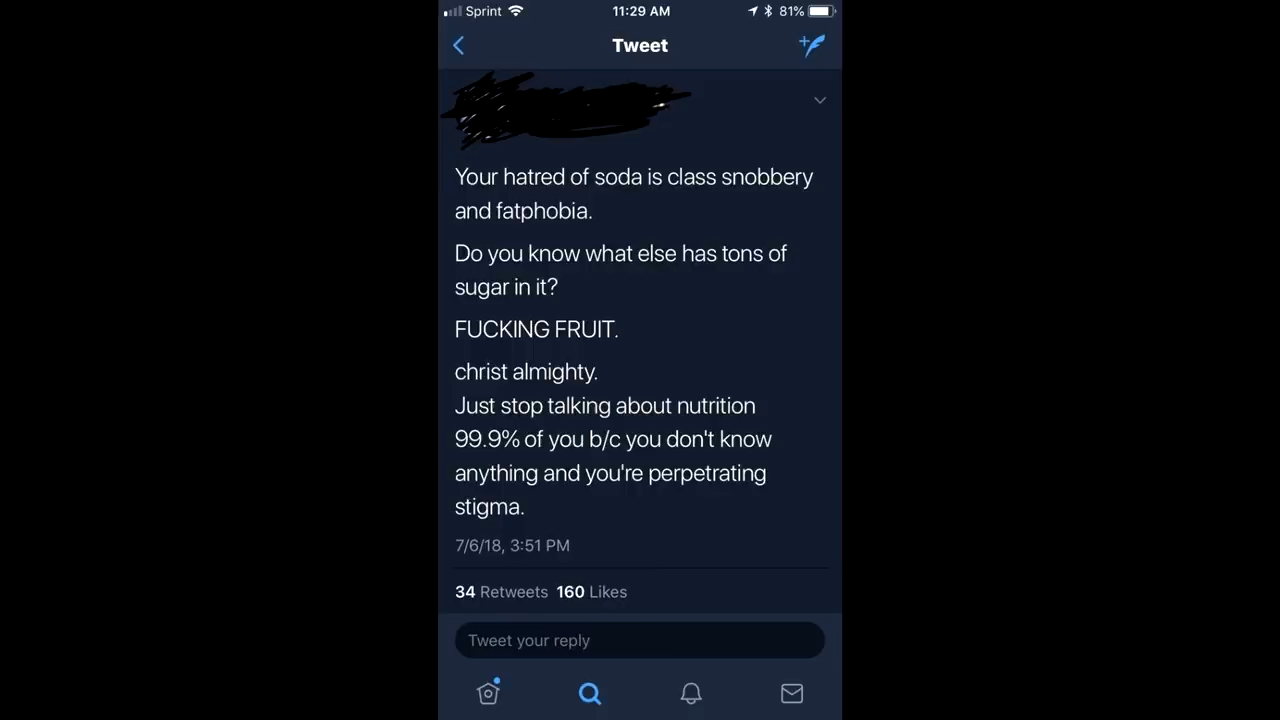 Sprint 11:29 AM 81%
Tweet
Your hatred of soda is class snobbery
and fatphobia.
Do you know what else has tons of
sugar in it?
FUCKING FRUIT.
christ almighty.
Just stop talking about nutrition
99.9% of you b/c you don't know
anything and you're perpetrating
stigma.
7/6/18, 3:51 PM
34 Retweets 160 Likes
Tweet your reply